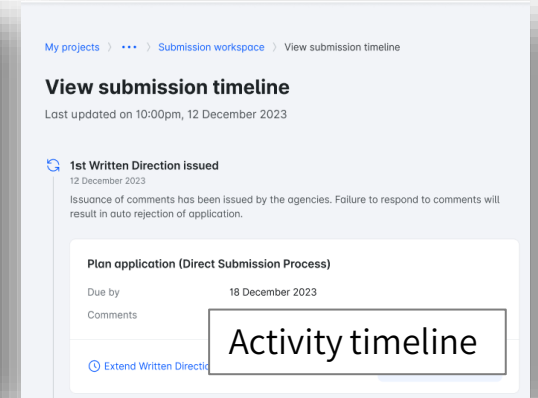 My projects 〉 ••• 〉 Submission workspace 〉 View submission timeline
View submission timeline
Last updated on 10:00pm, 12 December 2023
1st Written Direction issued
12 December 2023
Issuance of comments has been issued by the agencies. Failure to respond to comments will
result in auto rejection of application.
Plan application (Direct Submission Process)
Due by 18 December 2023
Comments
Activity timeline
Extend Written